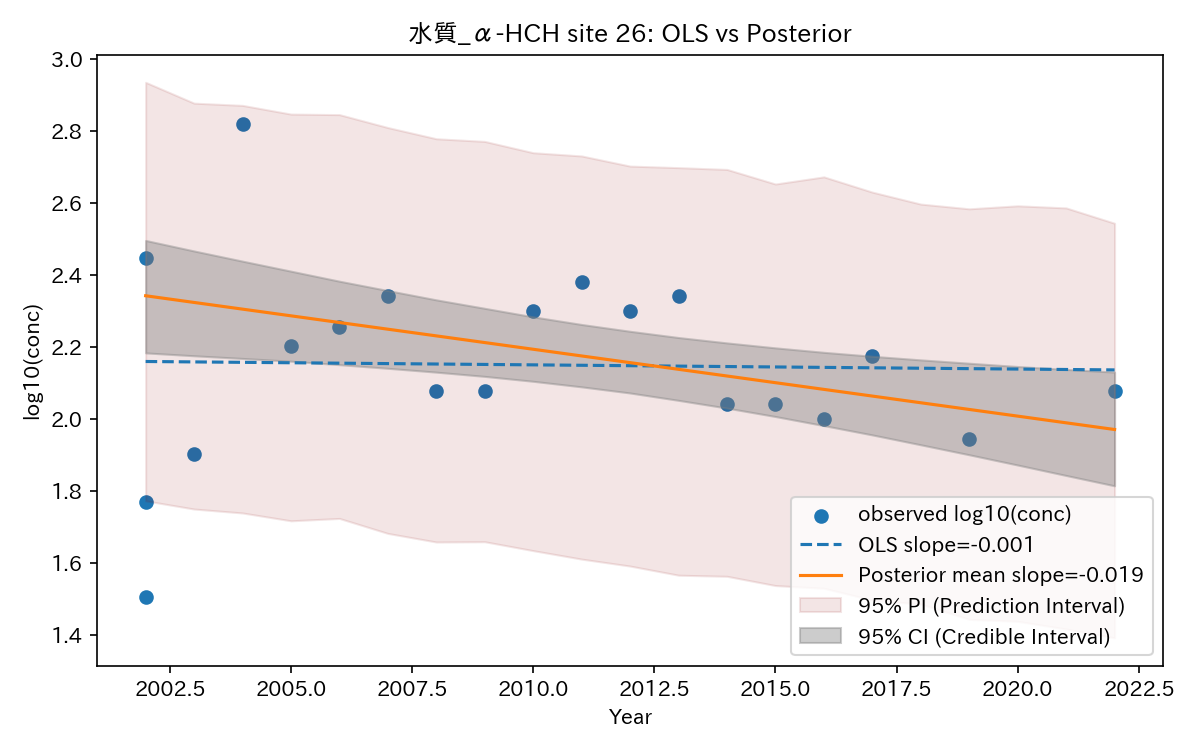 水質_α-HCH site 26: OLS vs Posterior
log10(conc)
3.0
2.8
2.6
2.4
2.2
2.0
1.8
1.6
1.4
observed log10(conc)
OLS slope=-0.001
Posterior mean slope=-0.019
95% PI (Prediction Interval)
95% CI (Credible Interval)
2002.5 2005.0 2007.5 2010.0 2012.5 2015.0 2017.5 2020.0 2022.5
Year